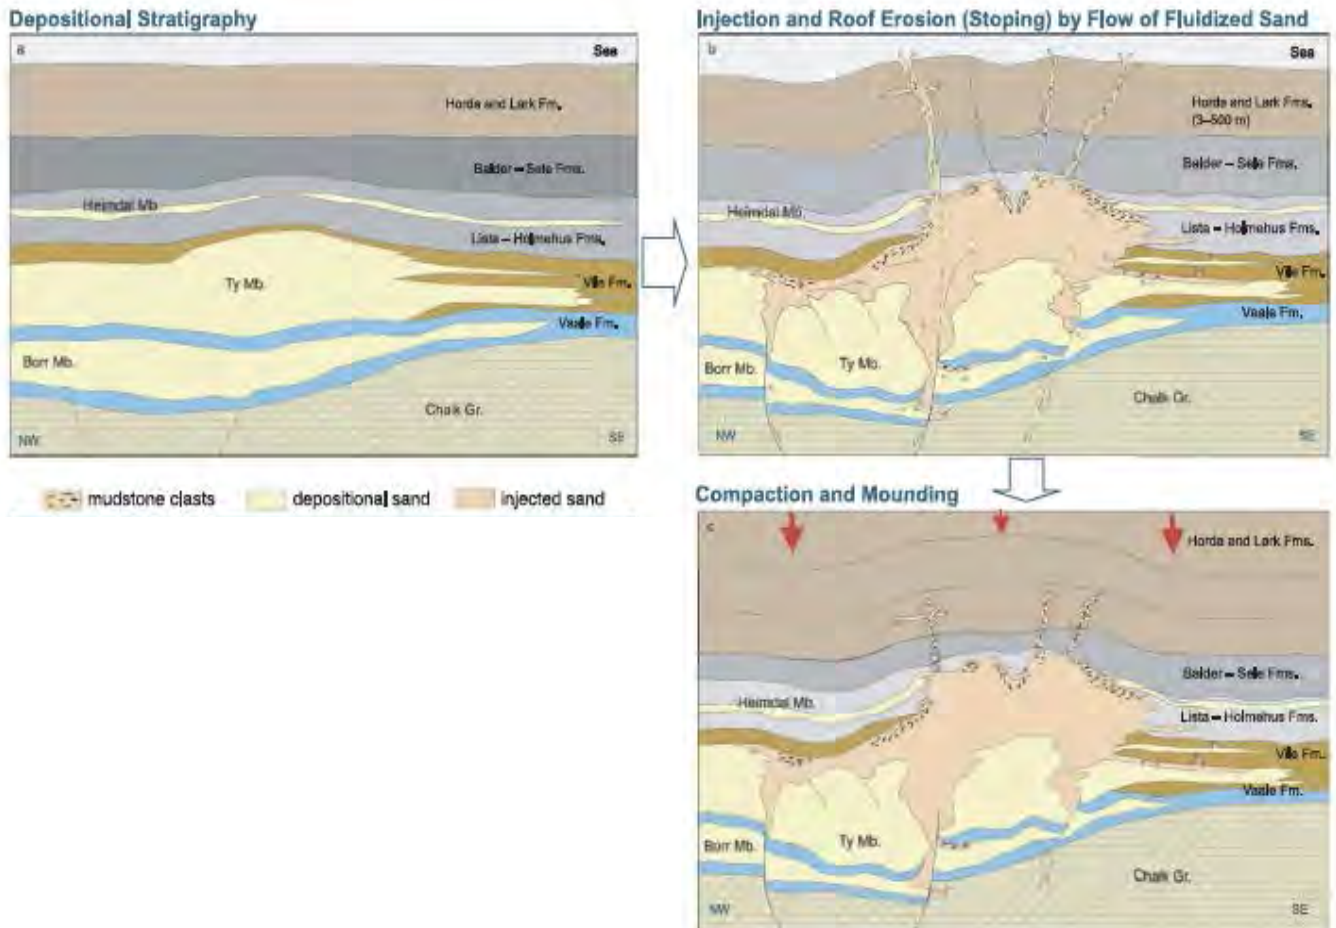 Depositional Stratigraphy
a
Sea
Horda and Lark Fm.
Balder – Sele Fms.
Heimdal Mb.
Lista – Holmehus Fms.
Ty Mb.
Vile Fm.
Vaale Fm.
Borr Mb.
Chalk Gr.
NW
SE
mudstone clasts
depositional sand
injected sand
Injection and Roof Erosion (Stoping) by Flow of Fluidized Sand
b
Sea
Horda and Lark Fms.
(3–500 m)
Balder – Sele Fms.
Heimdal Mb.
Lista – Holmehus Fms.
Vile Fm.
Vaale Fm.
Borr Mb.
Ty Mb.
Chalk Gr.
NW
SE
Compaction and Mounding
c
Horda and Lark Fms.
Balder – Sele Fms.
Heimdal Mb.
Lista – Holmehus Fms.
Vile Fm.
Vaale Fm.
Borr Mb.
Ty Mb.
Chalk Gr.
NW
SE